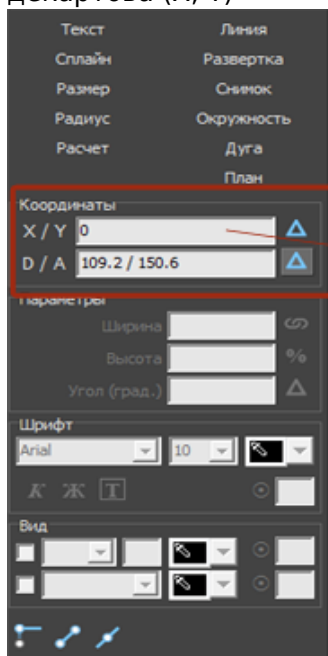 декартова (X, Y)
Текст Линия
Сплайн Развертка
Размер Снимок
Радиус Окружность
Расчет Дуга
План
Координаты
X / Y 0
D / A 109.2 / 150.6
Параметры
Ширина
Высота %
Угол (град.)
Шрифт
Arial 10
К Ж T
Вид